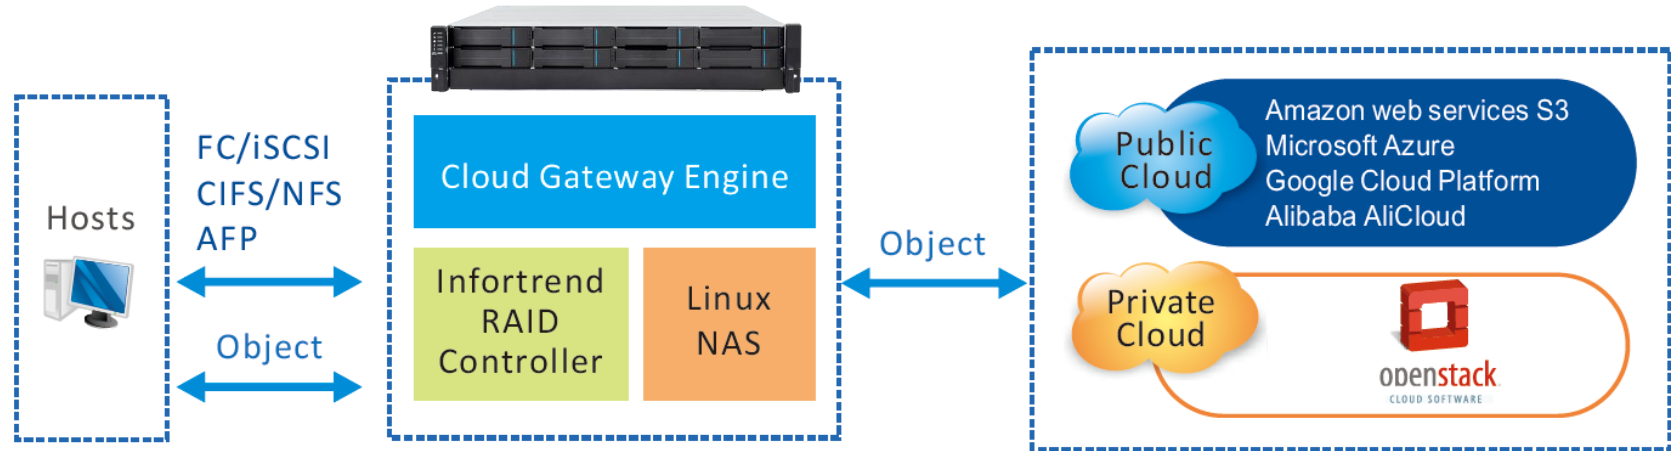 Hosts
FC/iSCSI
CIFS/NFS
AFP
Object
Cloud Gateway Engine
Infortrend
RAID
Controller
Linux
NAS
Object
Public
Cloud
Amazon web services S3
Microsoft Azure
Google Cloud Platform
Alibaba AliCloud
Private
Cloud
openstack
CLOUD SOFTWARE